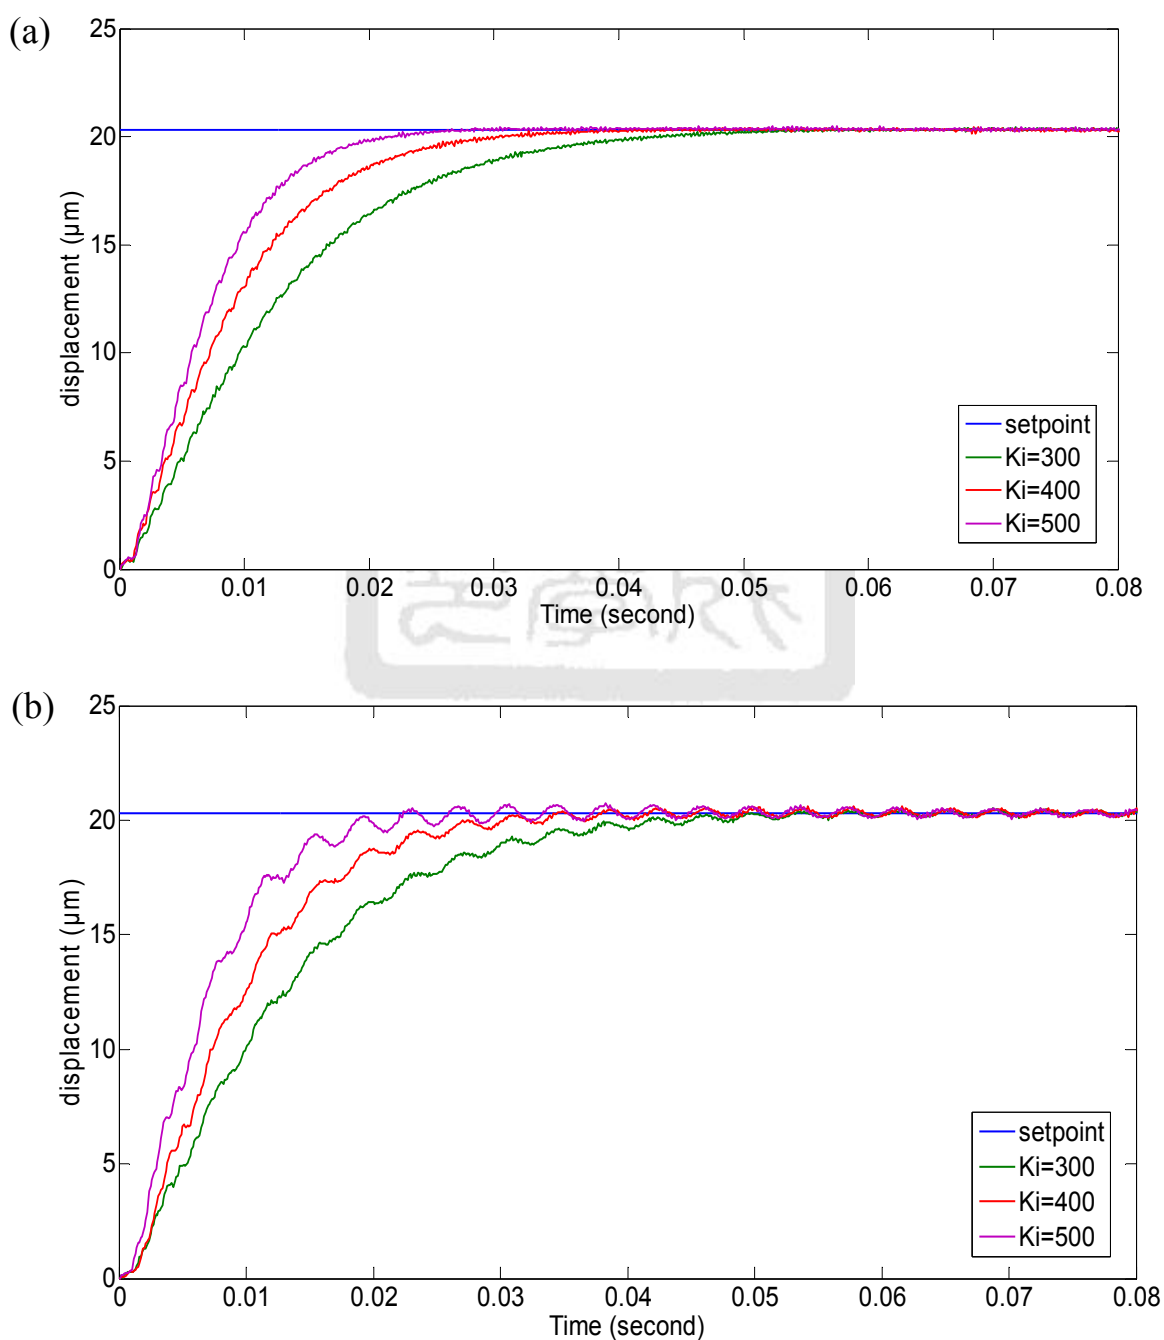 (a)
25
20
15
10
5
0
displacement (μm)
setpoint
Ki=300
Ki=400
Ki=500
0 0.01 0.02 0.03 0.04 0.05 0.06 0.07 0.08
Time (second)
(b)
25
20
15
10
5
0
displacement (μm)
setpoint
Ki=300
Ki=400
Ki=500
0 0.01 0.02 0.03 0.04 0.05 0.06 0.07 0.08
Time (second)